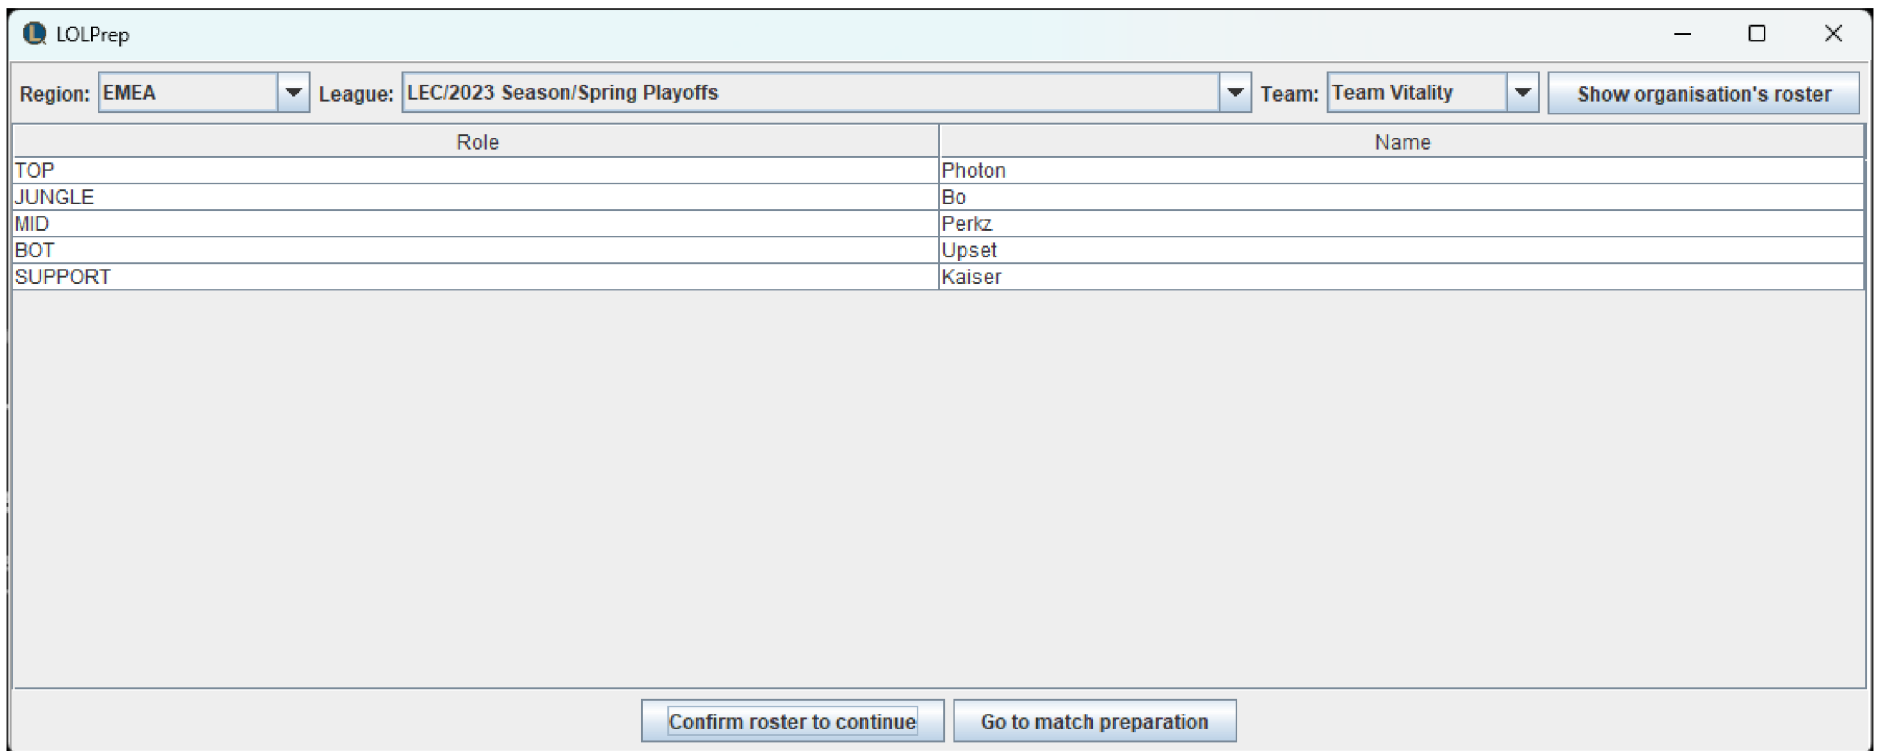 LOLPrep
Region: EMEA League: LEC/2023 Season/Spring Playoffs Team: Team Vitality Show organisation's roster
Role Name
TOP Photon
JUNGLE Bo
MID Perkz
BOT Upset
SUPPORT Kaiser
Confirm roster to continue Go to match preparation